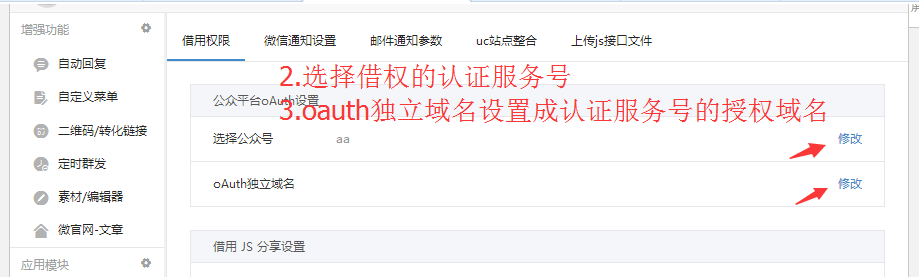 增强功能
借用权限 微信通知设置 邮件通知参数 uc站点整合 上传js接口文件
自动回复
自定义菜单
二维码/转化链接
定时群发
素材/编辑器
微官网-文章
应用模块
2.选择借权的认证服务号
公众平台oAuth设置
3.oauth独立域名设置成认证服务号的授权域名
选择公众号 aa 修改
oAuth独立域名 修改
借用 JS 分享设置